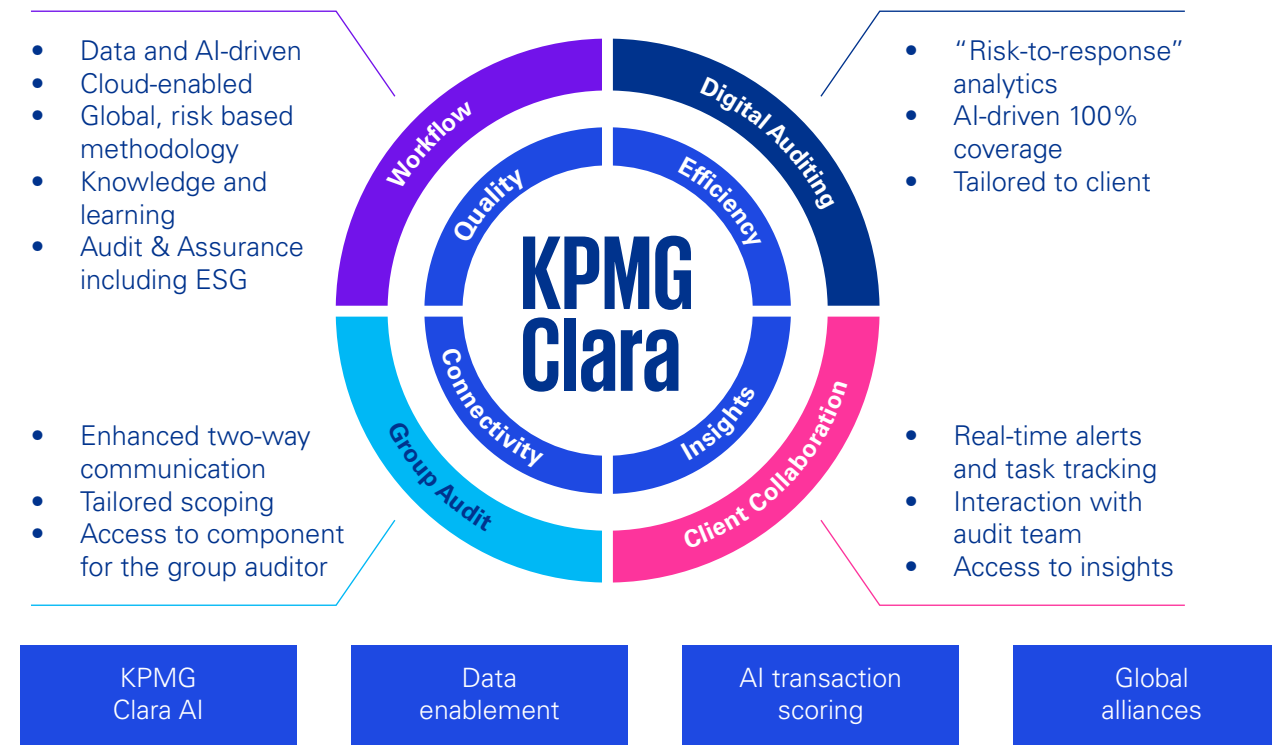 • Data and AI-driven
• Cloud-enabled
• Global, risk based
methodology
• Knowledge and
learning
• Audit & Assurance
including ESG
• “Risk-to-response”
analytics
• AI-driven 100%
coverage
• Tailored to client
Workflow
Digital Auditing
Quality
Efficiency
KPMG
Clara
Connectivity
Insights
Group Audit
Client Collaboration
• Enhanced two-way
communication
• Tailored scoping
• Access to component
for the group auditor
• Real-time alerts
and task tracking
• Interaction with
audit team
• Access to insights
KPMG
Clara AI
Data
enablement
AI transaction
scoring
Global
alliances